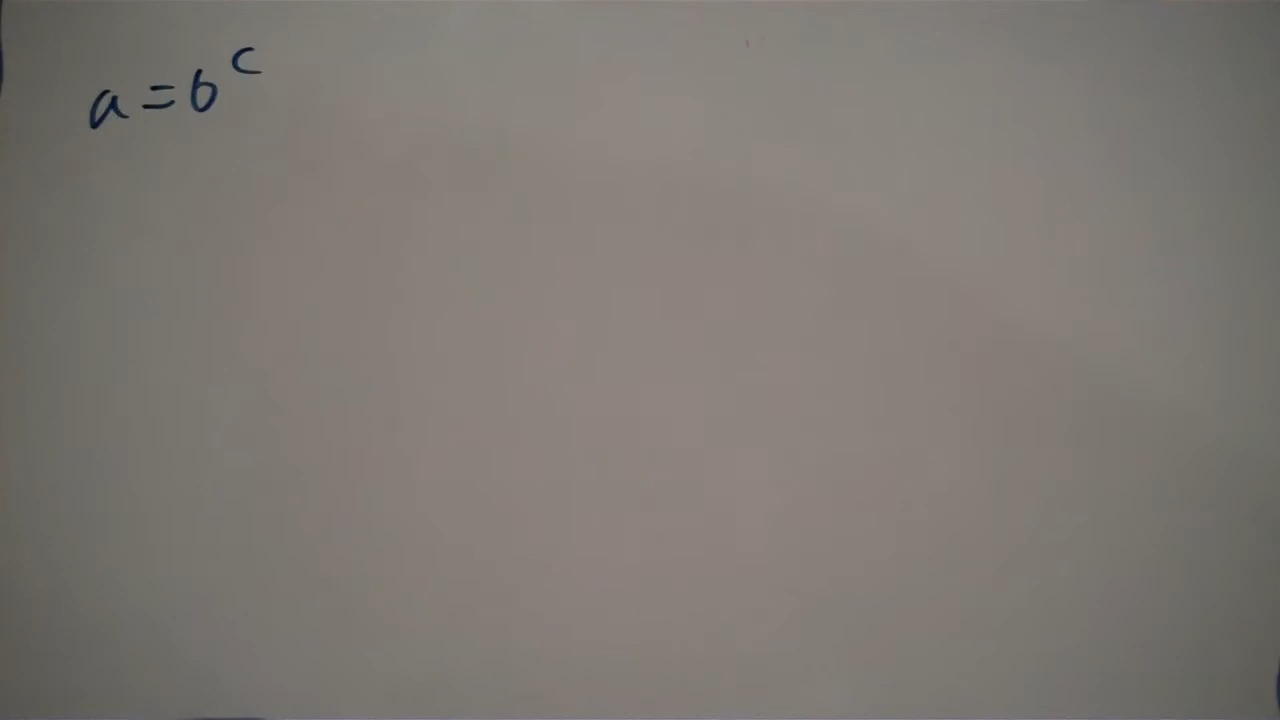 a = b^c